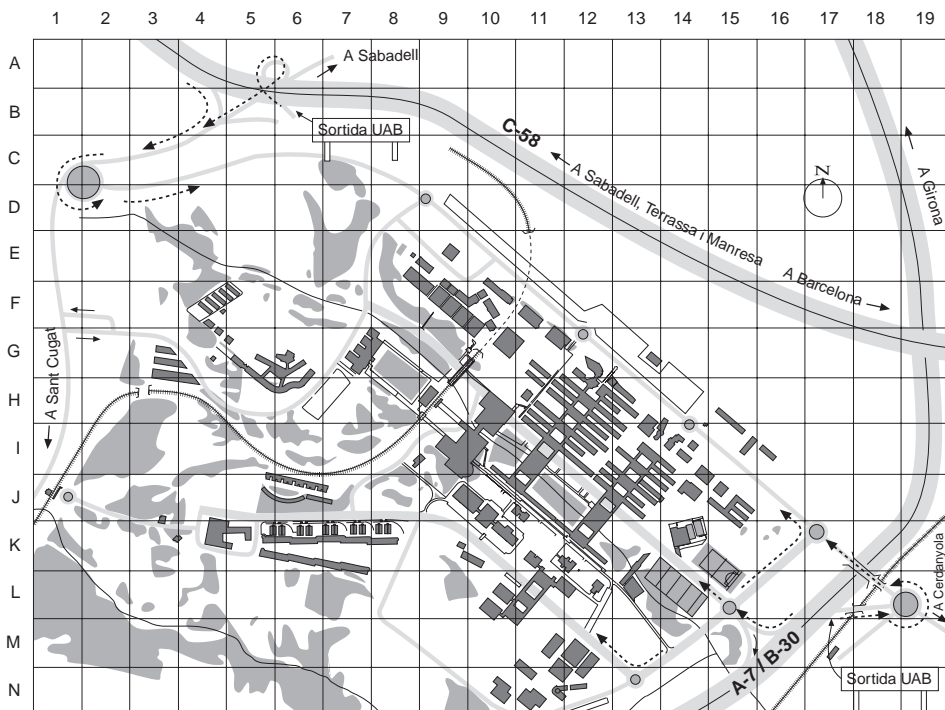 1 2 3 4 5 6 7 8 9 10 11 12 13 14 15 16 17 18 19
A
B
C
D
E
F
G
H
I
J
K
L
M
N
A Sabadell
Sortida UAB
C-58
A Sabadell, Terrassa i Manresa
A Barcelona
N
A Girona
A Sant Cugat
A Cerdanyola
A-7 / B-30
Sortida UAB